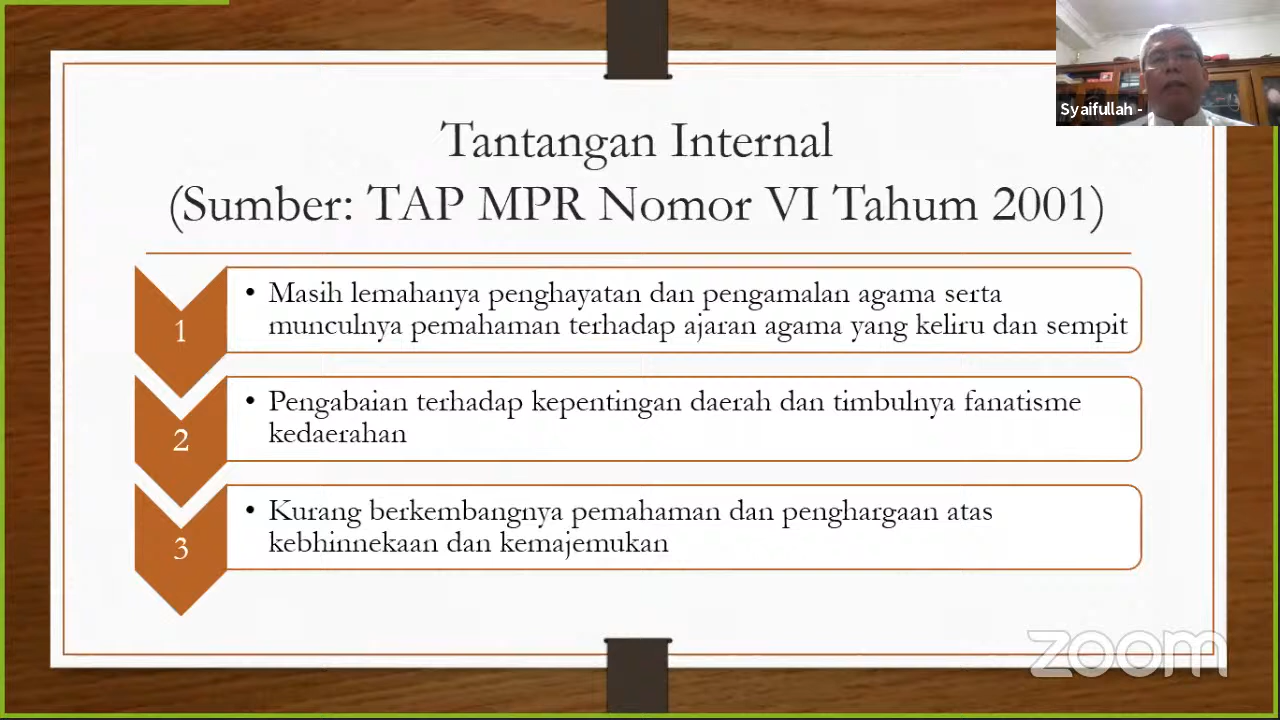 Syaifullah -
Tantangan Internal
(Sumber: TAP MPR Nomor VI Tahum 2001)
1
• Masih lemahanya penghayatan dan pengamalan agama serta
munculnya pemahaman terhadap ajaran agama yang keliru dan sempit
2
• Pengabaian terhadap kepentingan daerah dan timbulnya fanatisme
kedaerahan
3
• Kurang berkembangnya pemahaman dan penghargaan atas
kebhinnekaan dan kemajemukan
zoom